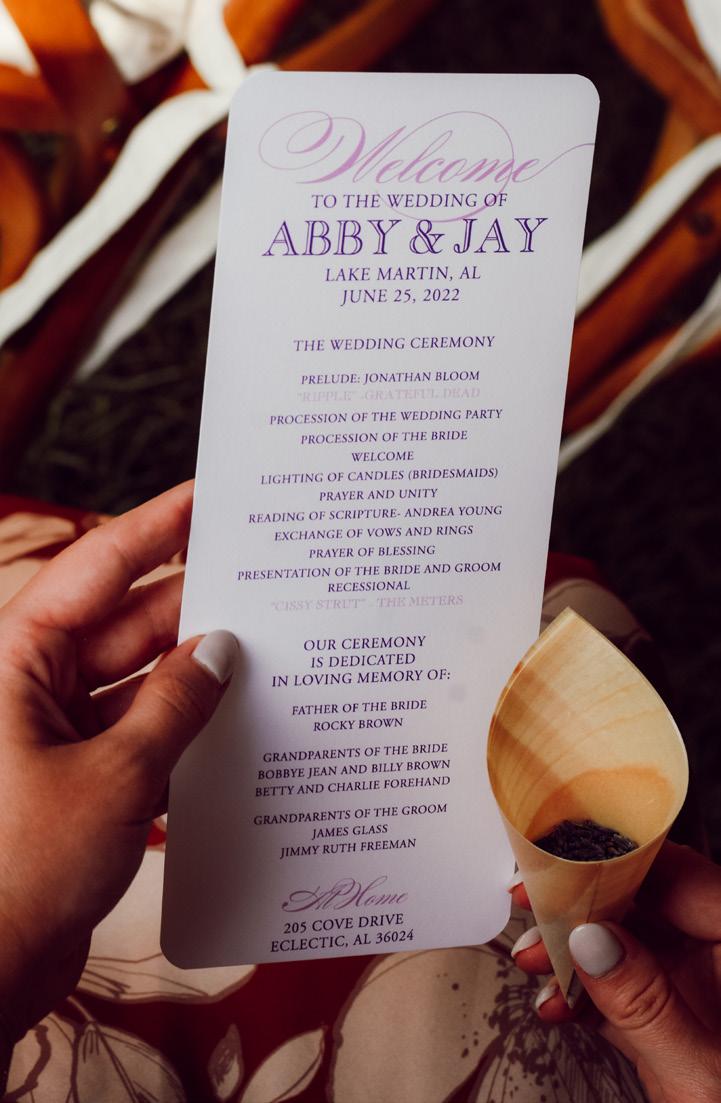 Welcome
TO THE WEDDING OF
ABBY & JAY
LAKE MARTIN, AL
JUNE 25, 2022
THE WEDDING CEREMONY
PRELUDE: JONATHAN BLOOM
"RIPPLE" -GRATEFUL DEAD
PROCESSION OF THE WEDDING PARTY
PROCESSION OF THE BRIDE
WELCOME
LIGHTING OF CANDLES (BRIDESMAIDS)
PRAYER AND UNITY
READING OF SCRIPTURE- ANDREA YOUNG
EXCHANGE OF VOWS AND RINGS
PRAYER OF BLESSING
PRESENTATION OF THE BRIDE AND GROOM
RECESSIONAL
"CISSY STRUT" - THE METERS
OUR CEREMONY
IS DEDICATED
IN LOVING MEMORY OF:
FATHER OF THE BRIDE
ROCKY BROWN
GRANDPARENTS OF THE BRIDE
BOBBYE JEAN AND BILLY BROWN
BETTY AND CHARLIE FOREHAND
GRANDPARENTS OF THE GROOM
JAMES GLASS
JIMMY RUTH FREEMAN
At Home
205 COVE DRIVE
ECLECTIC, AL 36024